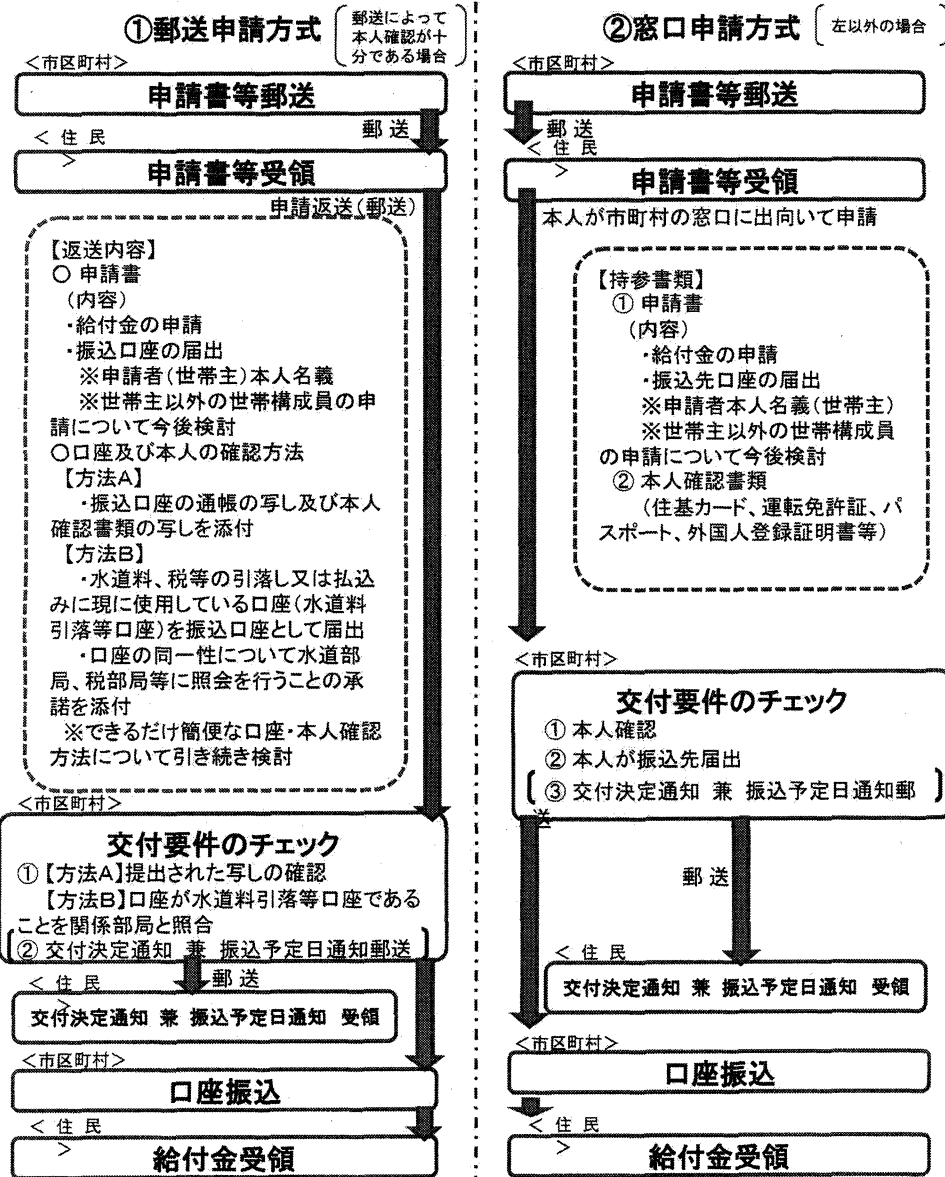 ①郵送申請方式
郵送によって
本人確認が十
分である場合
<市区町村>
申請書等郵送
郵 送
< 住 民
>
申請書等受領
申請返送(郵送)
【返送内容】
○ 申請書
(内容)
・給付金の申請
・振込口座の届出
※申請者(世帯主)本人名義
※世帯主以外の世帯構成員の申
請について今後検討
○口座及び本人の確認方法
【方法A】
・振込口座の通帳の写し及び本人
確認書類の写しを添付
【方法B】
・水道料、税等の引落し又は払込
みに現に使用している口座(水道料
引落等口座)を振込口座として届出
・口座の同一性について水道部
局、税部局等に照会を行うことの承
諾を添付
※できるだけ簡便な口座・本人確認
方法について引き続き検討
<市区町村>
交付要件のチェック
①【方法A】提出された写しの確認
【方法B】口座が水道料引落等口座である
ことを関係部局と照合
② 交付決定通知 兼 振込予定日通知郵送
郵 送
< 住 民
>
交付決定通知 兼 振込予定日通知 受領
<市区町村>
口座振込
< 住 民
>
給付金受領
②窓口申請方式
左以外の場合
<市区町村>
申請書等郵送
郵 送
< 住 民
>
申請書等受領
本人が市町村の窓口に出向いて申請
【持参書類】
① 申請書
(内容)
・給付金の申請
・振込先口座の届出
※申請者本人名義(世帯主)
※世帯主以外の世帯構成員
の申請について今後検討
② 本人確認書類
(住基カード、運転免許証、パ
スポート、外国人登録証明書等)
<市区町村>
交付要件のチェック
① 本人確認
② 本人が振込先届出
③ 交付決定通知 兼 振込予定日通知郵
送
郵 送
< 住 民
>
交付決定通知 兼 振込予定日通知 受領
<市区町村>
口座振込
< 住 民
>
給付金受領